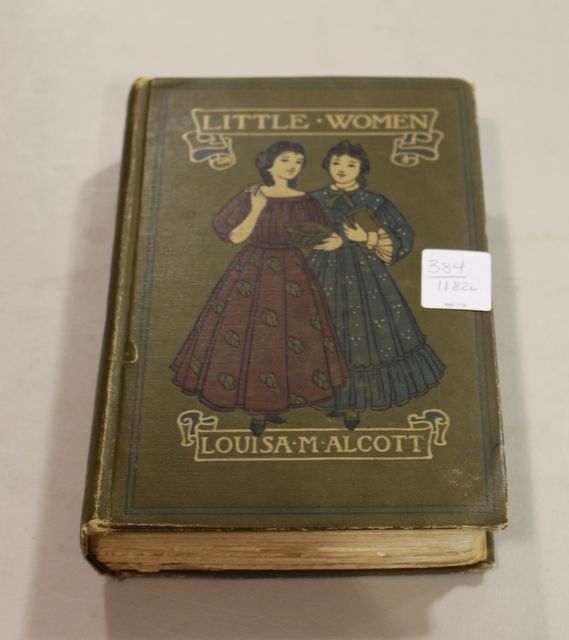 LITTLE · WOMEN
384
1182c
LOUISA · M · ALCOTT